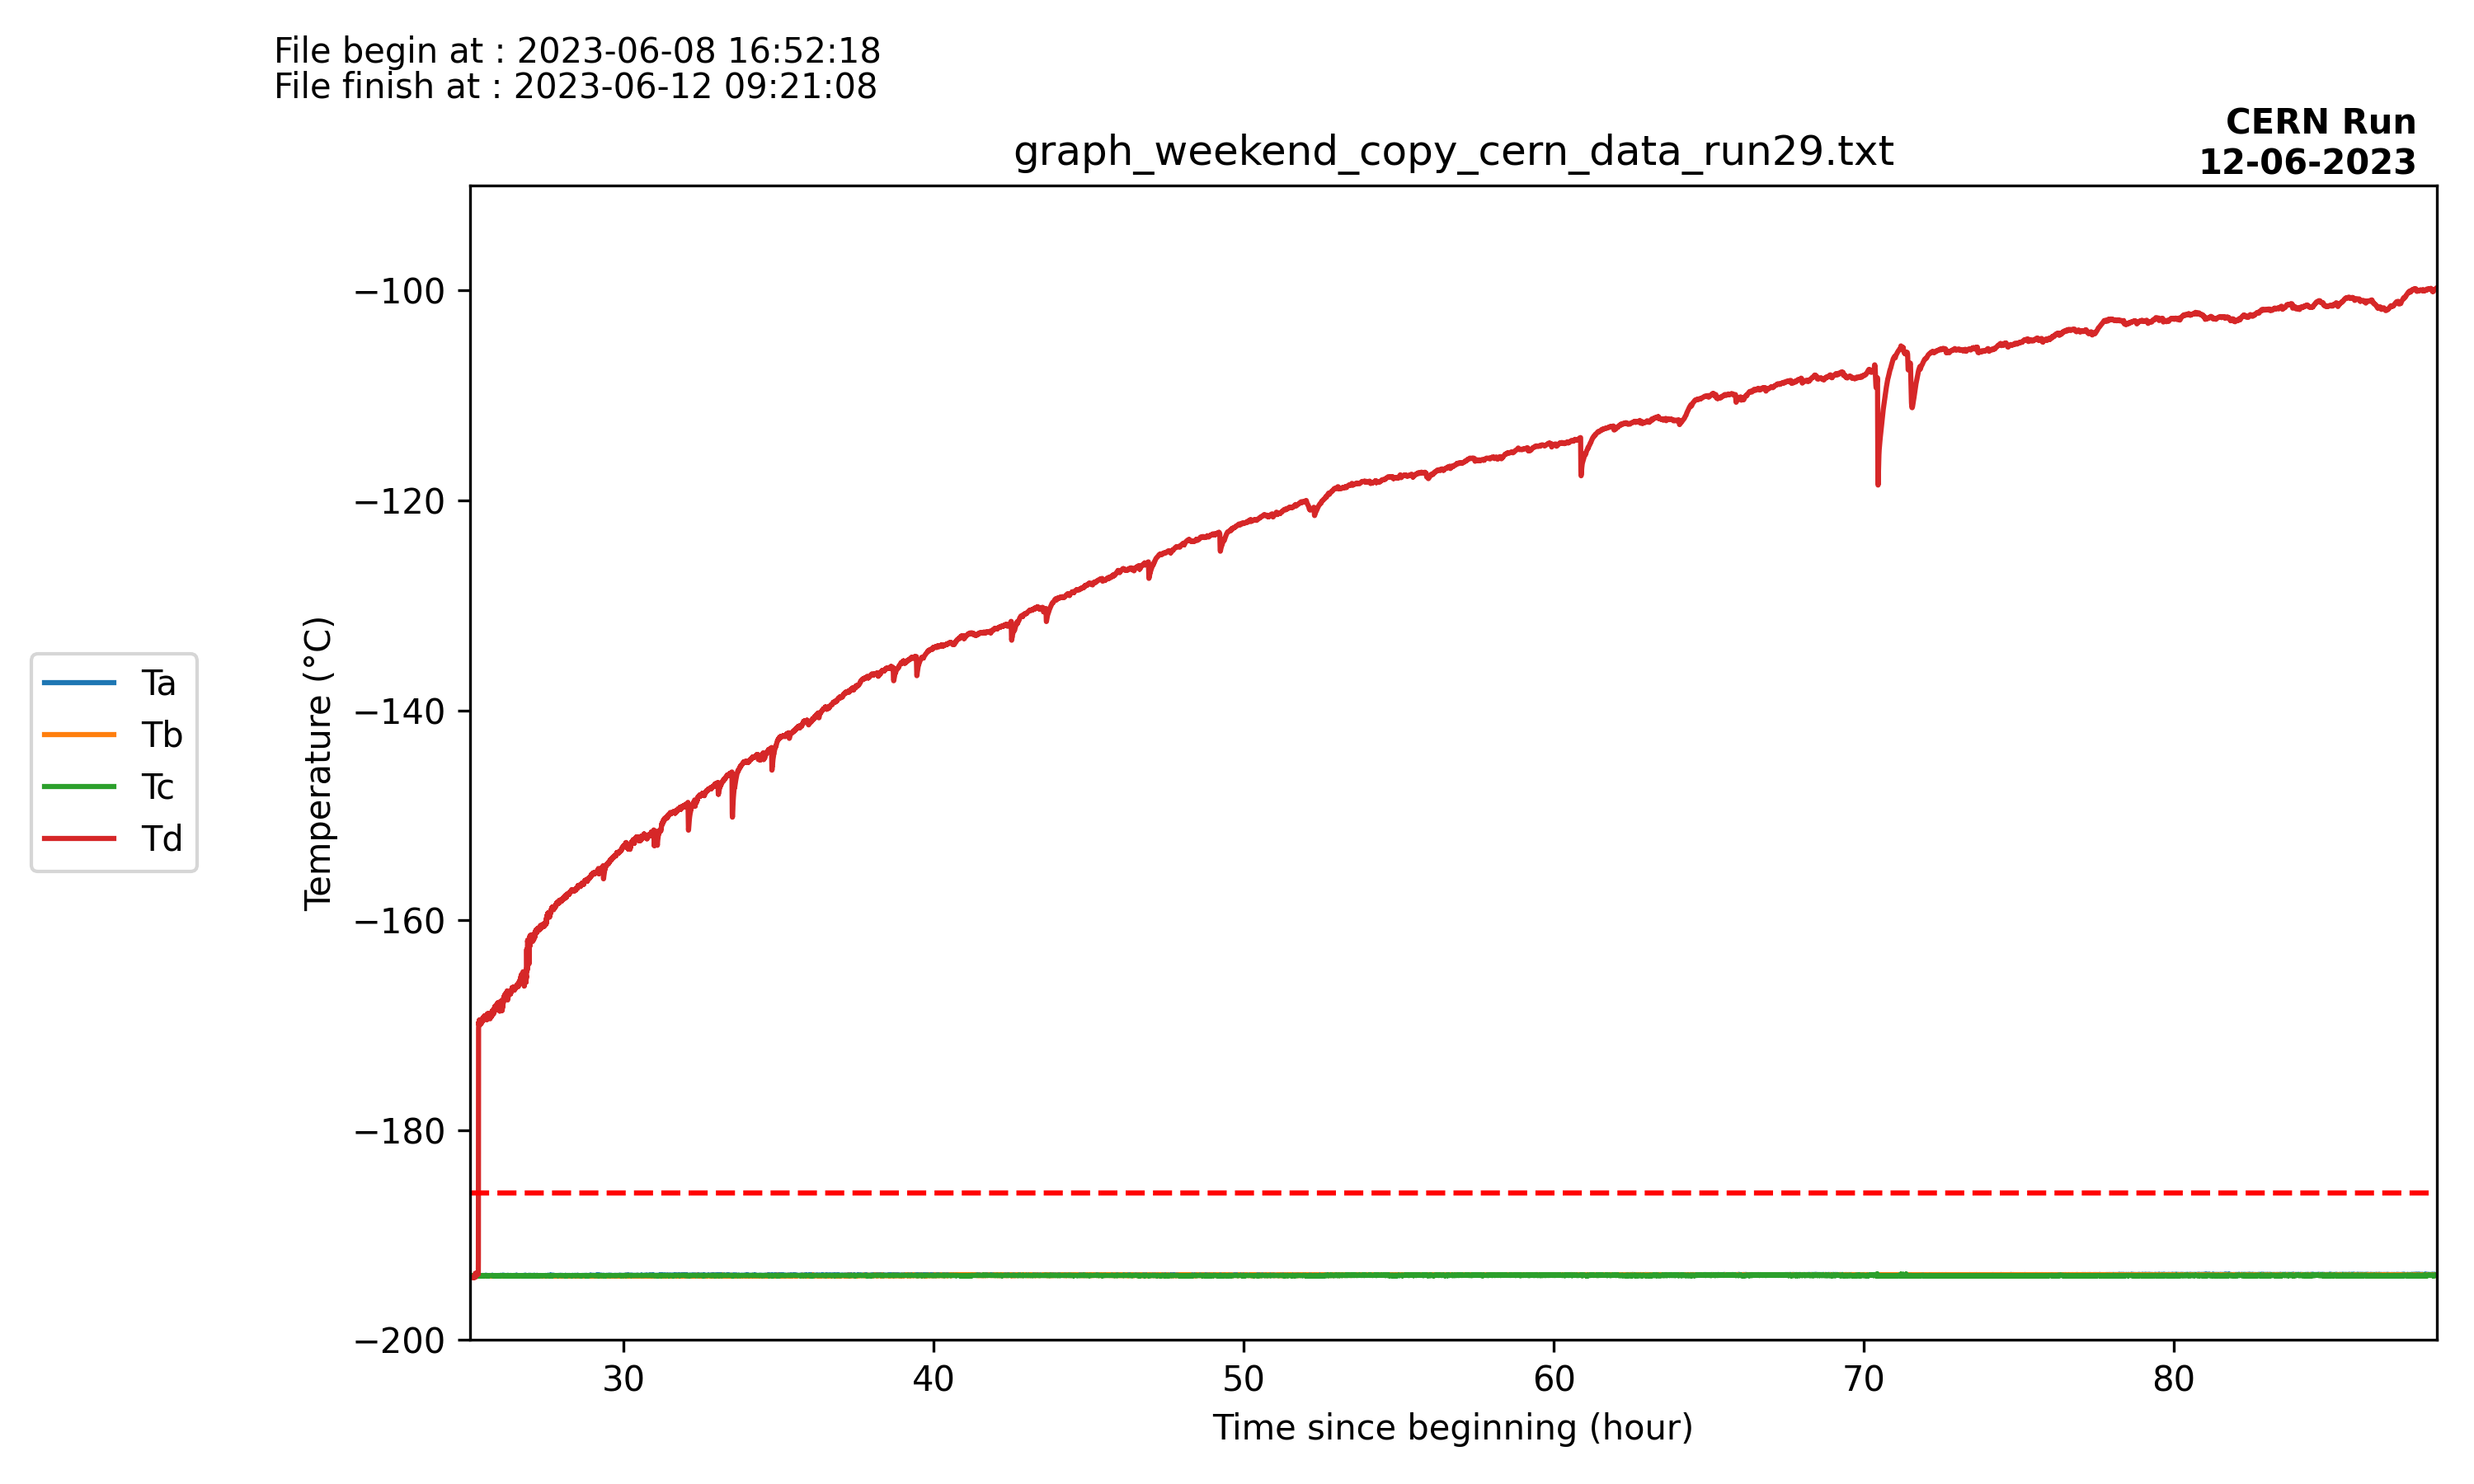 File begin at : 2023-06-08 16:52:18
File finish at : 2023-06-12 09:21:08
CERN Run
12-06-2023
graph_weekend_copy_cern_data_run29.txt
−100
−120
−140
−160
−180
−200
Temperature (°C)
Ta
Tb
Tc
Td
30
40
50
60
70
80
Time since beginning (hour)